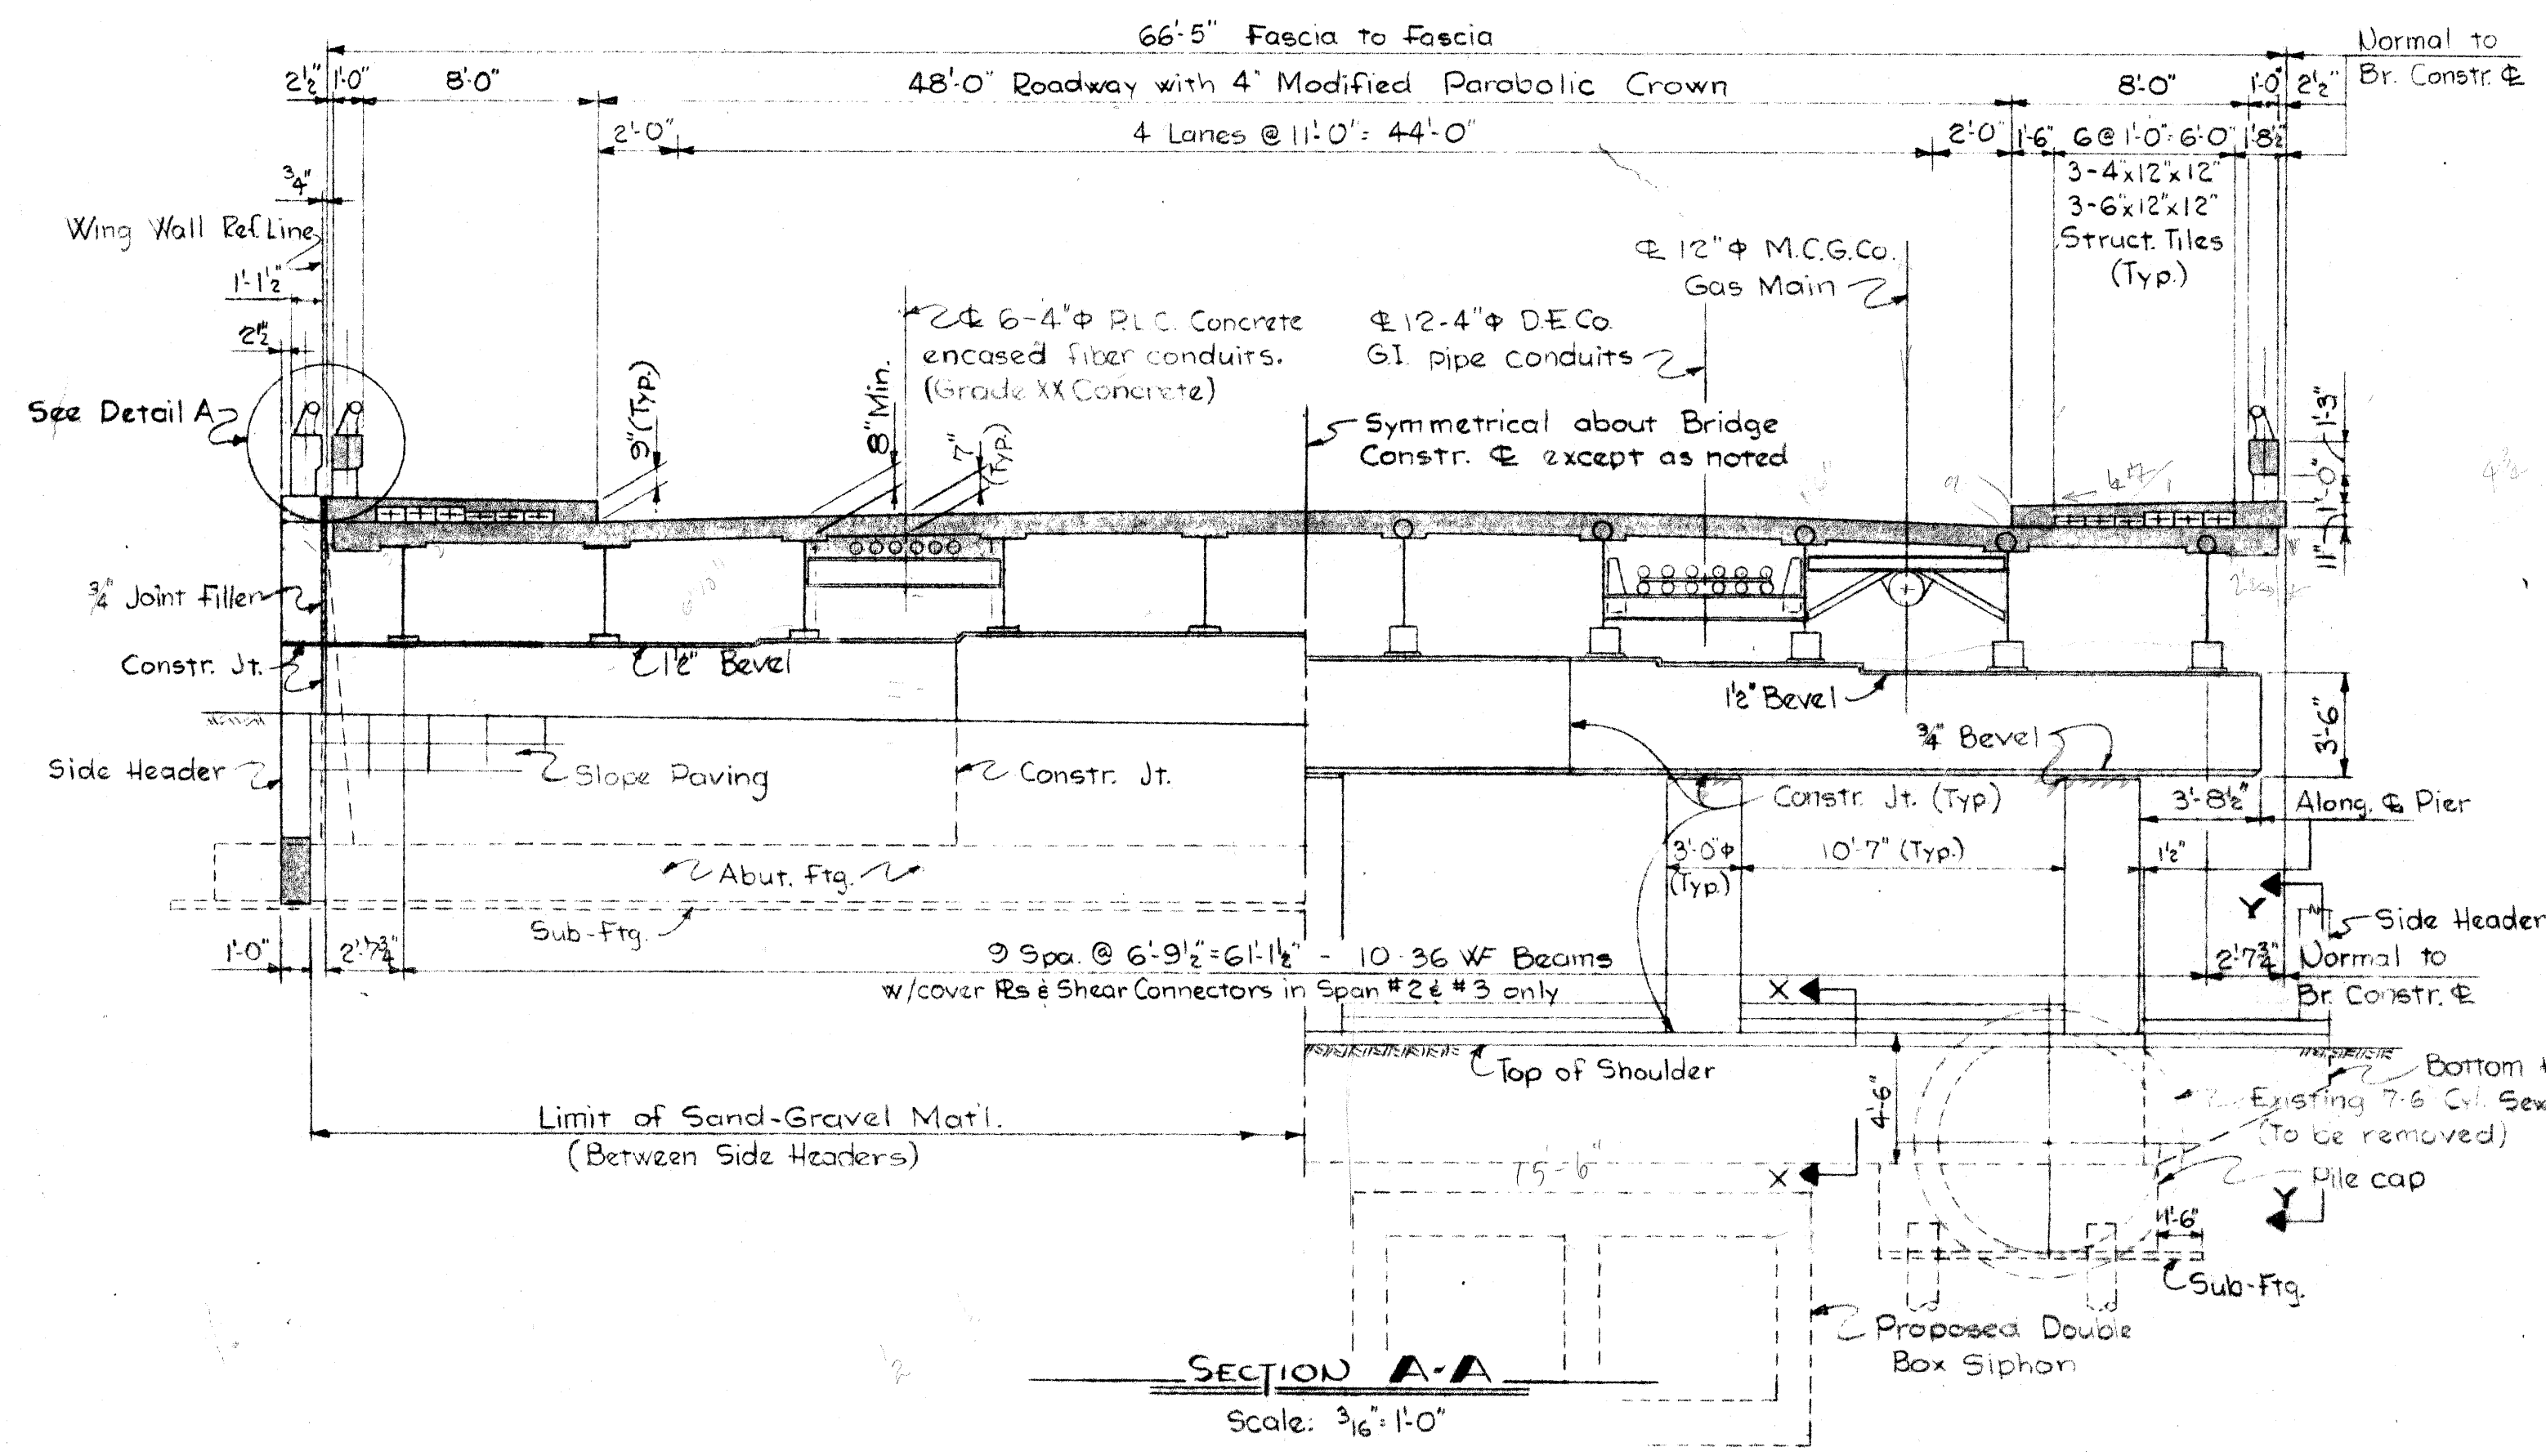 66'-5" Fascia to Fascia
Normal to
Br. Constr. ℄
2½" 1'-0" 8'-0" 48'-0" Roadway with 4" Modified Parabolic Crown 8'-0" 1'-0" 2½"
2'-0" 4 Lanes @ 11'-0" = 44'-0" 2'-0" 1'-6" 6 @ 1'-0" = 6'-0" 1'-8½"
3-4"x12"x12"
3-6"x12"x12"
Struct. Tiles
(Typ.)
¾"
Wing Wall Ref. Line
1'-1½"
2½"
See Detail A
℄ 12"ϕ M.C.G.Co.
Gas Main
℄ 6-4"ϕ P.L.C. Concrete
encased fiber conduits.
(Grade XX Concrete)
℄ 12-4"ϕ D.E.Co.
G.I. pipe conduits
9" (Typ.)
8" Min.
7"
(Typ.)
Symmetrical about Bridge
Constr. ℄ except as noted
1'-3"
1'-0"
11"
¾" Joint Filler
Constr. Jt.
1½" Bevel
1½" Bevel
¾" Bevel
3'-6"
Side Header
Slope Paving
Constr. Jt.
Constr. Jt. (Typ.)
3'-8½"
Along ℄ Pier
3'-0"ϕ
(Typ.)
10'-7" (Typ.)
1½"
Abut. Ftg.
Sub-Ftg.
Y
Side Header
1'-0" 2'-7¾" 9 Spa. @ 6'-9½" = 61'-1½" - 10-36 WF Beams 2'-7¾" Normal to
Br. Constr. ℄
w/cover PLs & Shear Connectors in Span #2 & #3 only
X
Top of Shoulder
Bottom
4'-6"
Existing 7'-6" Cyl. Sew
(To be removed)
Limit of Sand-Gravel Mat'l.
(Between Side Headers)
75'-6"
X
Pile cap
Y
1'-6"
Sub-Ftg.
Proposed Double
Box Siphon
SECTION A-A
Scale: 3/16" = 1'-0"